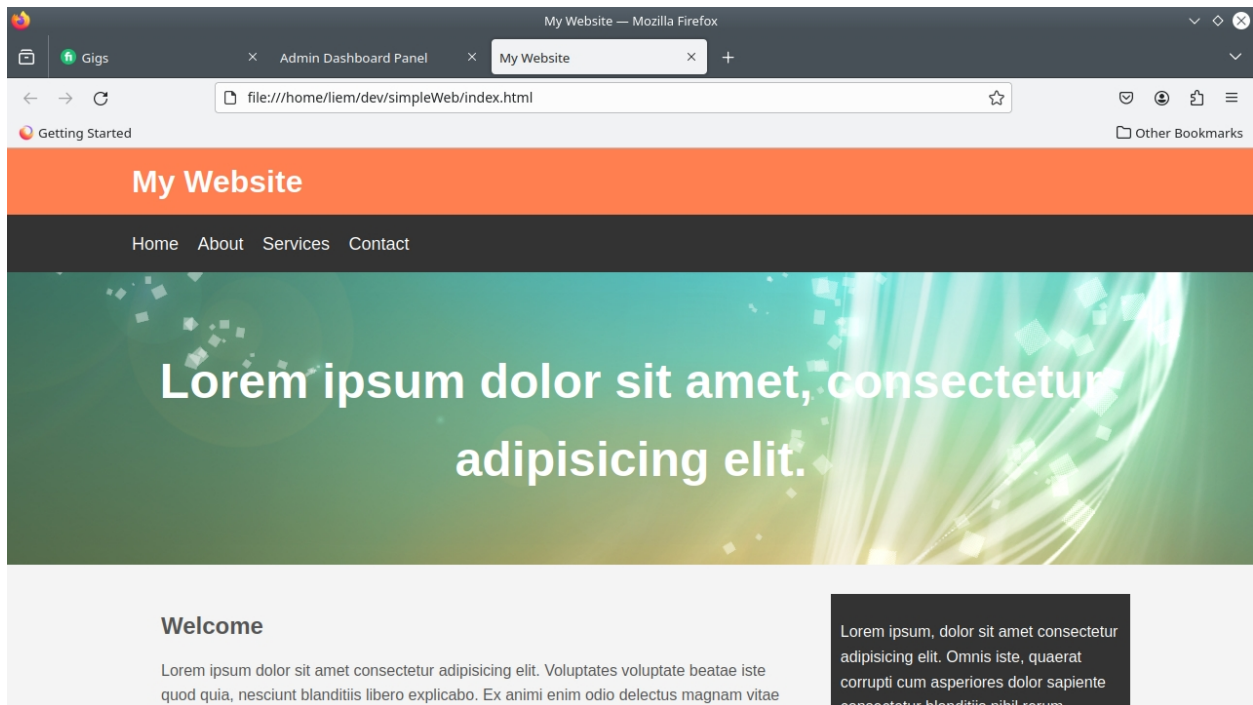 My Website — Mozilla Firefox
Gigs
Admin Dashboard Panel
My Website
file:///home/liem/dev/simpleWeb/index.html
Getting Started
Other Bookmarks
My Website
Home About Services Contact
Lorem ipsum dolor sit amet, consectetur
adipisicing elit.
Welcome
Lorem ipsum dolor sit amet consectetur adipisicing elit. Voluptates voluptate beatae iste
quod quia, nesciunt blanditiis libero explicabo. Ex animi enim odio delectus magnam vitae
Lorem ipsum, dolor sit amet consectetur
adipisicing elit. Omnis iste, quaerat
corrupti cum asperiores dolor sapiente
consectetur blanditiis nihil rerum